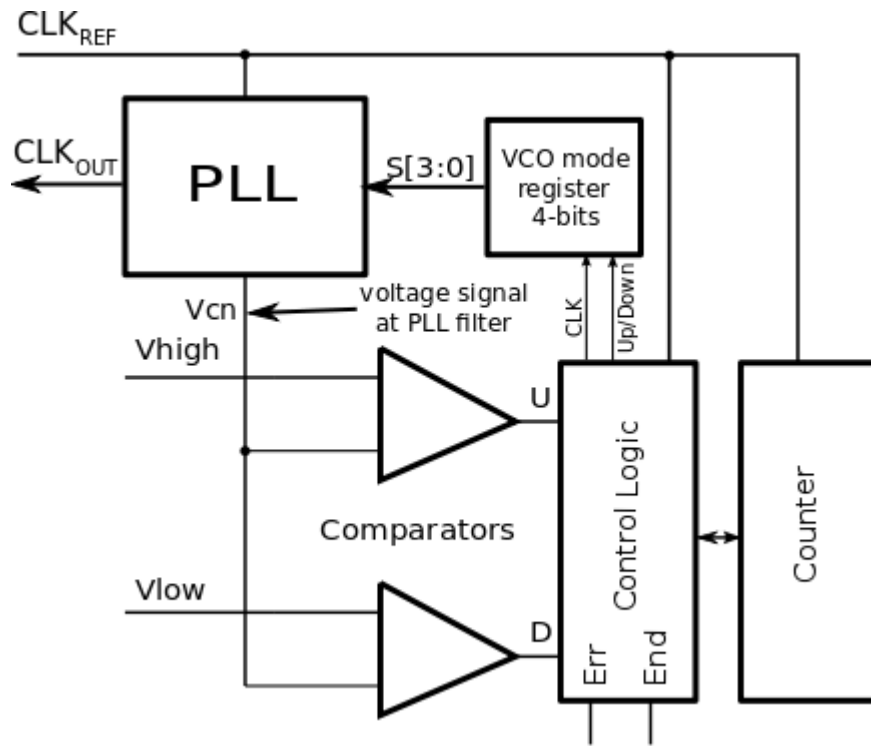 CLKREF
CLKOUT
PLL
S[3:0]
VCO mode
register
4-bits
CLK
Up/Down
Vcn
voltage signal
at PLL filter
Vhigh
U
Control Logic
Counter
Comparators
Vlow
D
Err
End